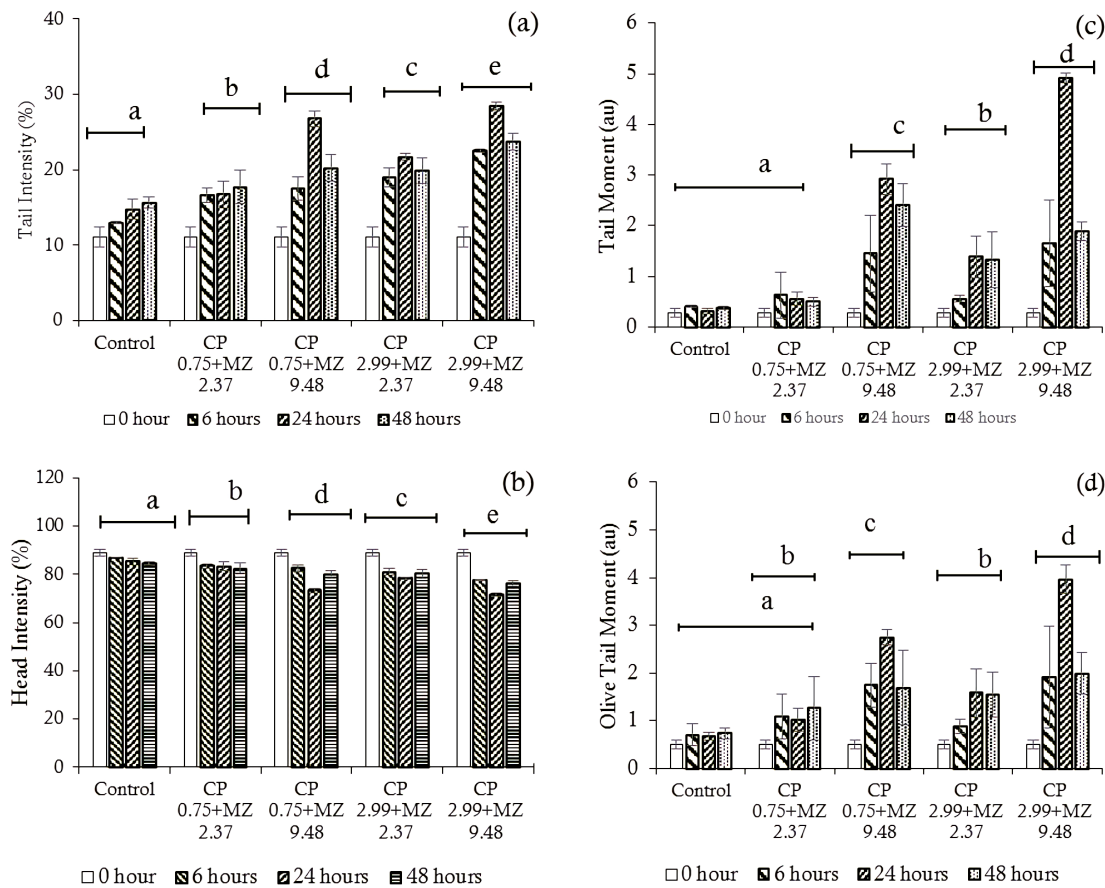 (a)
Tail Intensity (%)
40
30
20
10
0
a
b
d
c
e
Control
CP 0.75+MZ 2.37
CP 0.75+MZ 9.48
CP 2.99+MZ 2.37
CP 2.99+MZ 9.48
0 hour 6 hours 24 hours 48 hours
(c)
Tail Moment (au)
6
5
4
3
2
1
0
a
c
b
d
Control
CP 0.75+MZ 2.37
CP 0.75+MZ 9.48
CP 2.99+MZ 2.37
CP 2.99+MZ 9.48
0 hour 6 hours 24 hours 48 hours
(b)
Head Intensity (%)
120
100
80
60
40
20
0
a
b
d
c
e
Control
CP 0.75+MZ 2.37
CP 0.75+MZ 9.48
CP 2.99+MZ 2.37
CP 2.99+MZ 9.48
0 hour 6 hours 24 hours 48 hours
(d)
Olive Tail Moment (au)
6
5
4
3
2
1
0
a
b
c
b
d
Control
CP 0.75+MZ 2.37
CP 0.75+MZ 9.48
CP 2.99+MZ 2.37
CP 2.99+MZ 9.48
0 hour 6 hours 24 hours 48 hours